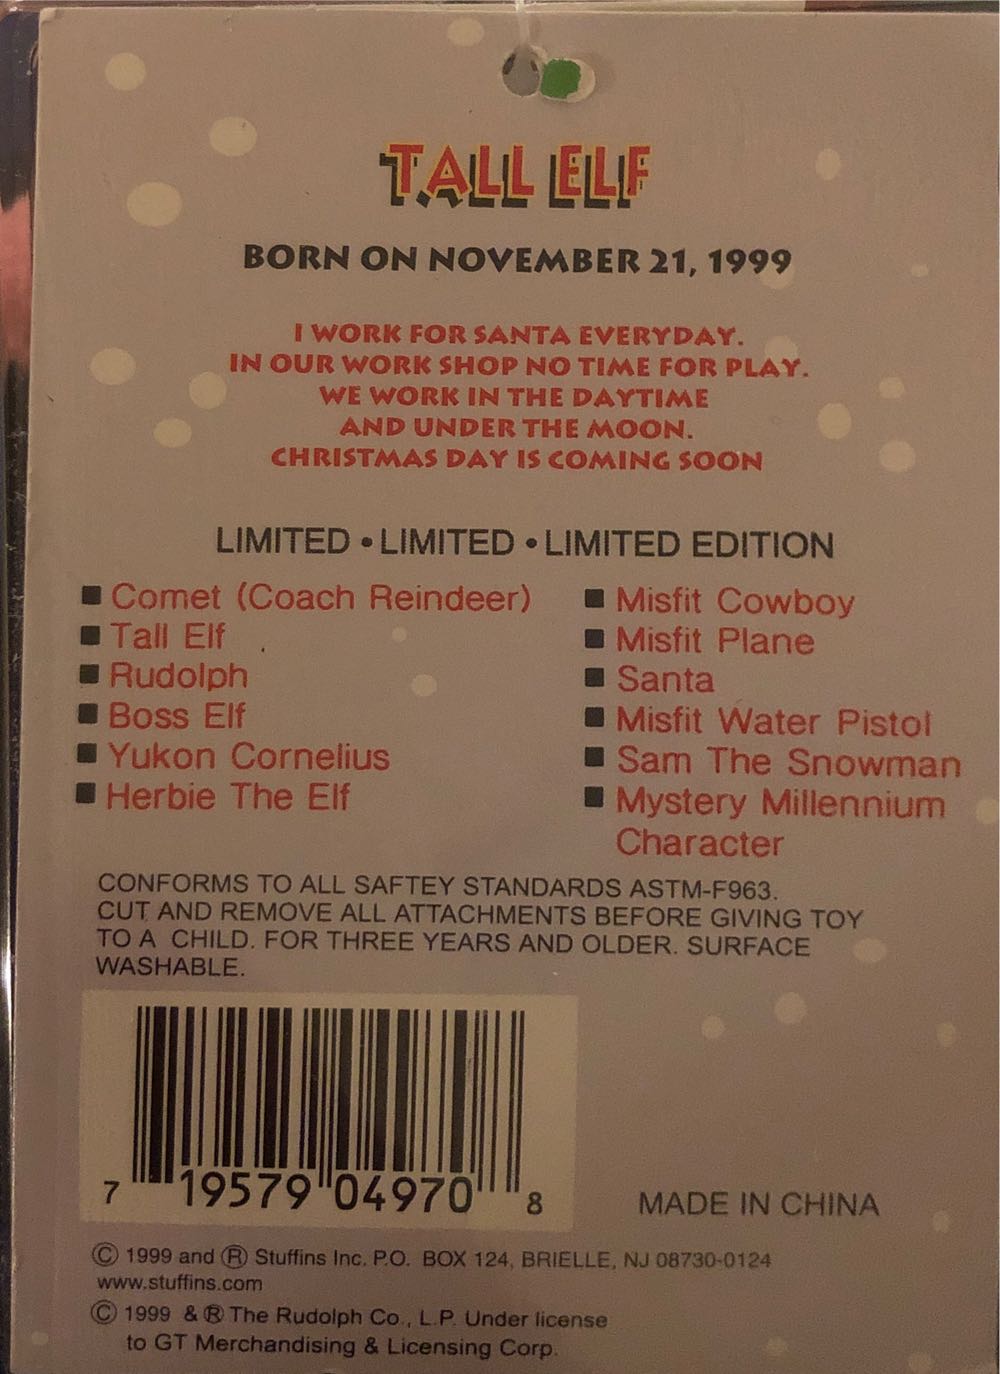 TALL ELF
BORN ON NOVEMBER 21, 1999
I WORK FOR SANTA EVERYDAY.
IN OUR WORK SHOP NO TIME FOR PLAY.
WE WORK IN THE DAYTIME
AND UNDER THE MOON.
CHRISTMAS DAY IS COMING SOON
LIMITED • LIMITED • LIMITED EDITION
■ Comet (Coach Reindeer)
■ Tall Elf
■ Rudolph
■ Boss Elf
■ Yukon Cornelius
■ Herbie The Elf
■ Misfit Cowboy
■ Misfit Plane
■ Santa
■ Misfit Water Pistol
■ Sam The Snowman
■ Mystery Millennium
Character
CONFORMS TO ALL SAFTEY STANDARDS ASTM-F963.
CUT AND REMOVE ALL ATTACHMENTS BEFORE GIVING TOY
TO A CHILD. FOR THREE YEARS AND OLDER. SURFACE
WASHABLE.
7 19579 04970 8
MADE IN CHINA
© 1999 and ® Stuffins Inc. P.O. BOX 124, BRIELLE, NJ 08730-0124
www.stuffins.com
© 1999 & ® The Rudolph Co., L.P. Under license
to GT Merchandising & Licensing Corp.